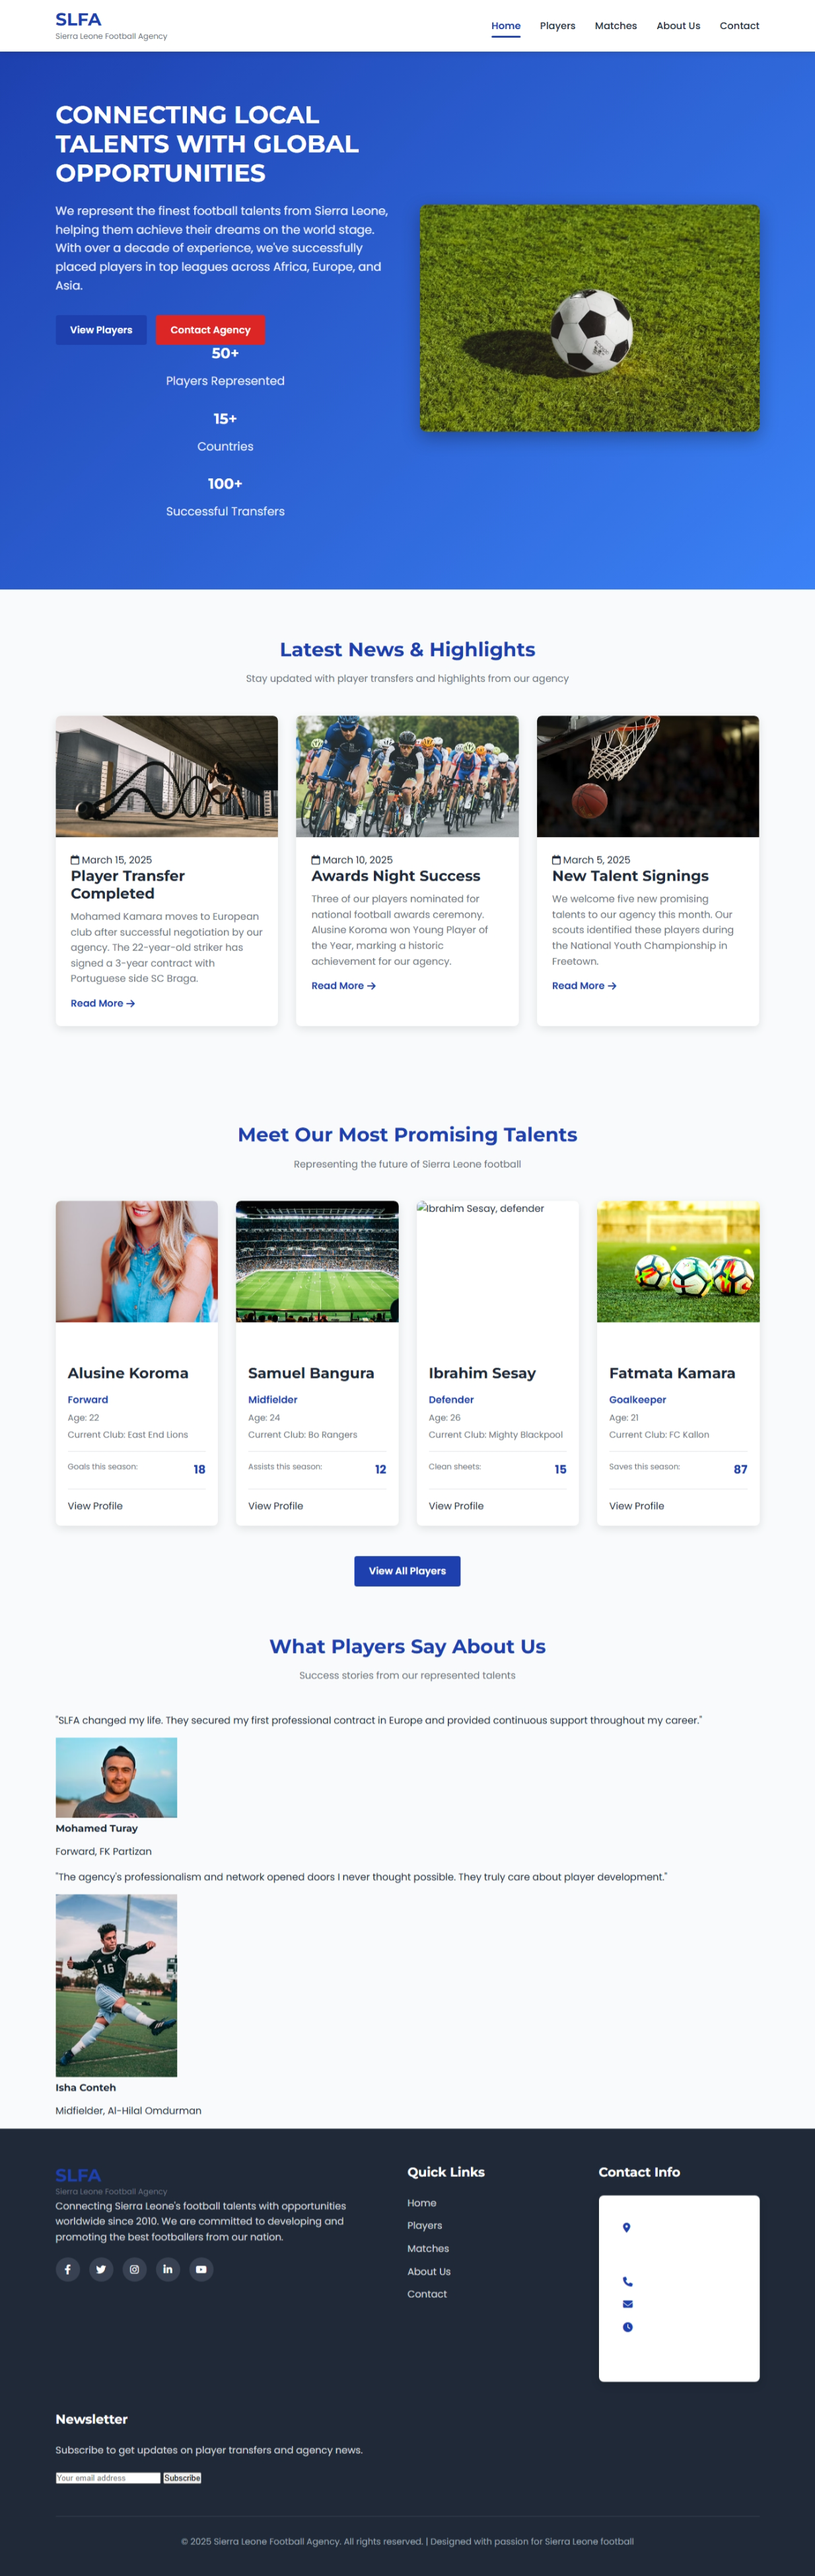 SLFA
Sierra Leone Football Agency
Home
Players
Matches
About Us
Contact
CONNECTING LOCAL
TALENTS WITH GLOBAL
OPPORTUNITIES
We represent the finest football talents from Sierra Leone,
helping them achieve their dreams on the world stage.
With over a decade of experience, we've successfully
placed players in top leagues across Africa, Europe, and
Asia.
View Players
Contact Agency
50+
Players Represented
15+
Countries
100+
Successful Transfers
Latest News & Highlights
Stay updated with player transfers and highlights from our agency
March 15, 2025
Player Transfer
Completed
Mohamed Kamara moves to European
club after successful negotiation by our
agency. The 22-year-old striker has
signed a 3-year contract with
Portuguese side SC Braga.
Read More →
March 10, 2025
Awards Night Success
Three of our players nominated for
national football awards ceremony.
Alusine Koroma won Young Player of
the Year, marking a historic
achievement for our agency.
Read More →
March 5, 2025
New Talent Signings
We welcome five new promising
talents to our agency this month. Our
scouts identified these players during
the National Youth Championship in
Freetown.
Read More →
Meet Our Most Promising Talents
Representing the future of Sierra Leone football
Alusine Koroma
Forward
Age: 22
Current Club: East End Lions
Goals this season: 18
View Profile
Samuel Bangura
Midfielder
Age: 24
Current Club: Bo Rangers
Assists this season: 12
View Profile
Ibrahim Sesay, defender
Ibrahim Sesay
Defender
Age: 26
Current Club: Mighty Blackpool
Clean sheets: 15
View Profile
Fatmata Kamara
Goalkeeper
Age: 21
Current Club: FC Kallon
Saves this season: 87
View Profile
View All Players
What Players Say About Us
Success stories from our represented talents
"SLFA changed my life. They secured my first professional contract in Europe and provided continuous support throughout my career."
Mohamed Turay
Forward, FK Partizan
"The agency's professionalism and network opened doors I never thought possible. They truly care about player development."
16
Isha Conteh
Midfielder, Al-Hilal Omdurman
SLFA
Sierra Leone Football Agency
Connecting Sierra Leone's football talents with opportunities
worldwide since 2010. We are committed to developing and
promoting the best footballers from our nation.
Quick Links
Home
Players
Matches
About Us
Contact
Contact Info
Newsletter
Subscribe to get updates on player transfers and agency news.
Your email address
Subscribe
© 2025 Sierra Leone Football Agency. All rights reserved. | Designed with passion for Sierra Leone football